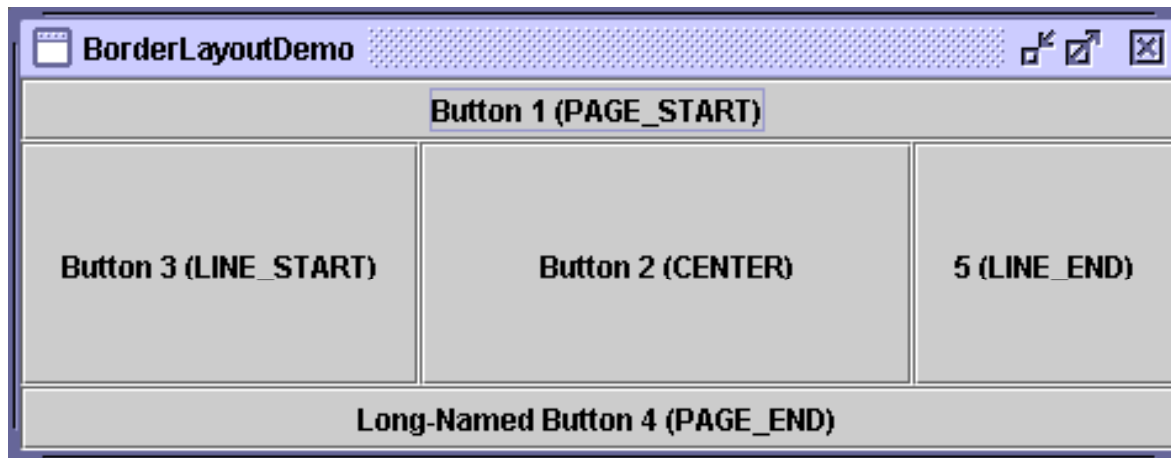 BorderLayoutDemo
Button 1 (PAGE_START)
Button 3 (LINE_START)
Button 2 (CENTER)
5 (LINE_END)
Long-Named Button 4 (PAGE_END)